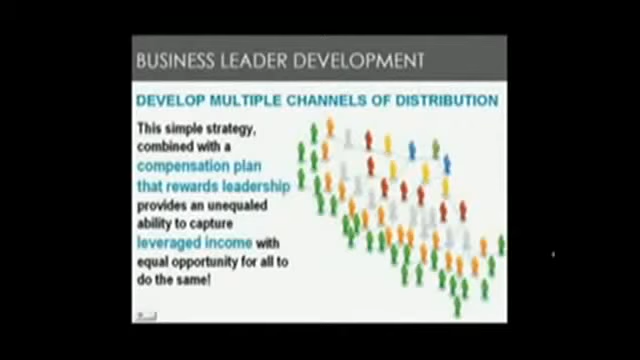 BUSINESS LEADER DEVELOPMENT
DEVELOP MULTIPLE CHANNELS OF DISTRIBUTION
This simple strategy,
combined with a
compensation plan
that rewards leadership
provides an unequaled
ability to capture
leveraged income with
equal opportunity for all to
do the same!